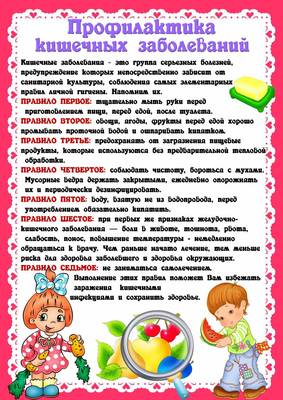 Профилактика
кишечных заболеваний
Кишечные заболевания - это группа серьезных болезней,
предупреждение которых непосредственно зависит от
санитарной культуры, соблюдения самых элементарных
правил личной гигиены. Напомним их.
ПРАВИЛО ПЕРВОЕ: тщательно мыть руки перед
приготовлением пищи, перед едой, после туалета.
ПРАВИЛО ВТОРОЕ: овощи, ягоды, фрукты перед едой хорошо
промывать проточной водой и ошпаривать кипятком.
ПРАВИЛО ТРЕТЬЕ: предохранять от загрязнения пищевые
продукты, которые используются без предварительной тепловой
обработки.
ПРАВИЛО ЧЕТВЕРТОЕ: соблюдать чистоту, бороться с мухами.
Мусорные ведра держать закрытыми, ежедневно опорожнять
их и периодически дезинфицировать.
ПРАВИЛО ПЯТОЕ: воду, взятую не из водопровода, перед
употреблением обязательно кипятить.
ПРАВИЛО ШЕСТОЕ: при первых же признаках желудочно-
кишечного заболевания — боли в животе, тошнота, рвота,
слабость, понос, повышение температуры - немедленно
обращаться к врачу. Чем раньше начато лечение, тем меньше
риска для здоровья заболевшего и здоровья окружающих.
ПРАВИЛО СЕДЬМОЕ: не заниматься самолечением.
Выполнение этих правил поможет Вам избежать
заражения кишечными
инфекциями и сохранить здоровье.